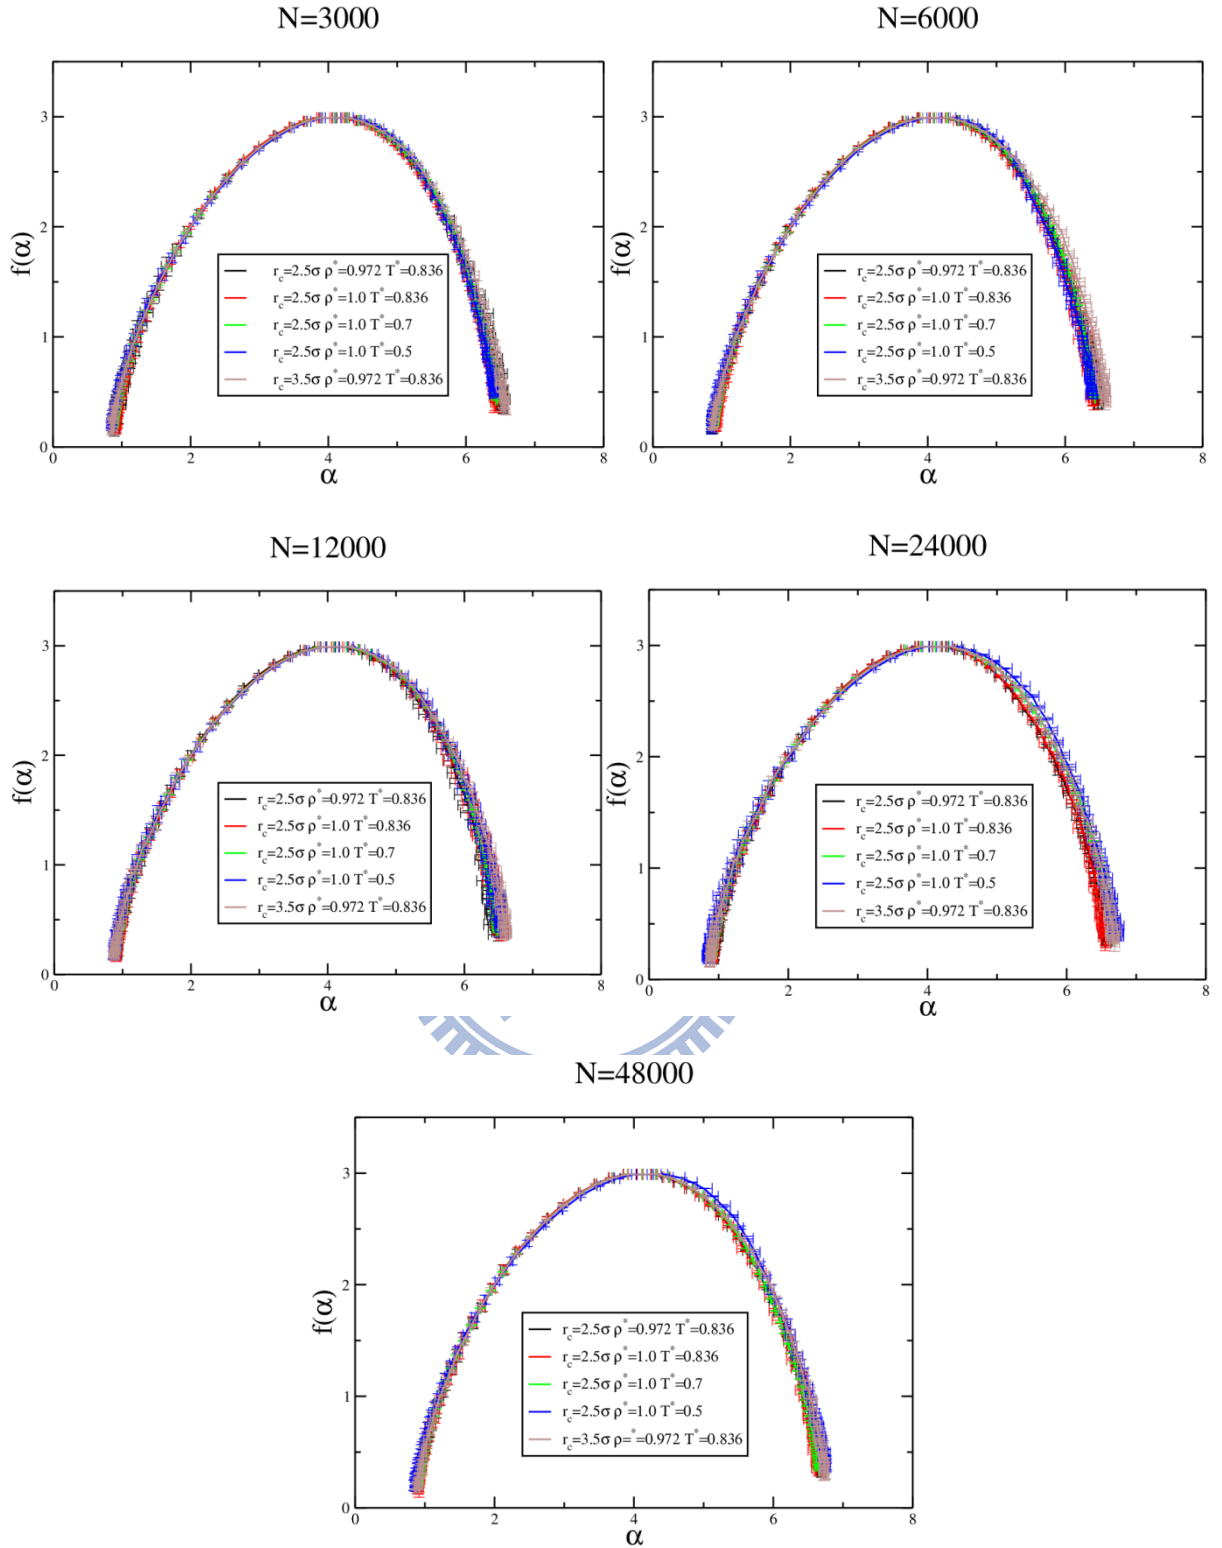 N=3000
3
2
1
0
f(α)
0 2 4 6 8
α
r_c=2.5σ ρ*=0.972 T*=0.836
r_c=2.5σ ρ*=1.0 T*=0.836
r_c=2.5σ ρ*=1.0 T*=0.7
r_c=2.5σ ρ*=1.0 T*=0.5
r_c=3.5σ ρ*=0.972 T*=0.836
N=6000
3
2
1
0
f(α)
0 2 4 6 8
α
r_c=2.5σ ρ*=0.972 T*=0.836
r_c=2.5σ ρ*=1.0 T*=0.836
r_c=2.5σ ρ*=1.0 T*=0.7
r_c=2.5σ ρ*=1.0 T*=0.5
r_c=3.5σ ρ*=0.972 T*=0.836
N=12000
3
2
1
0
f(α)
0 2 4 6 8
α
r_c=2.5σ ρ*=0.972 T*=0.836
r_c=2.5σ ρ*=1.0 T*=0.836
r_c=2.5σ ρ*=1.0 T*=0.7
r_c=2.5σ ρ*=1.0 T*=0.5
r_c=3.5σ ρ*=0.972 T*=0.836
N=24000
3
2
1
0
f(α)
0 2 4 6 8
α
r_c=2.5σ ρ*=0.972 T*=0.836
r_c=2.5σ ρ*=1.0 T*=0.836
r_c=2.5σ ρ*=1.0 T*=0.7
r_c=2.5σ ρ*=1.0 T*=0.5
r_c=3.5σ ρ*=0.972 T*=0.836
N=48000
3
2
1
0
f(α)
0 2 4 6 8
α
r_c=2.5σ ρ*=0.972 T*=0.836
r_c=2.5σ ρ*=1.0 T*=0.836
r_c=2.5σ ρ*=1.0 T*=0.7
r_c=2.5σ ρ*=1.0 T*=0.5
r_c=3.5σ ρ=*=0.972 T*=0.836